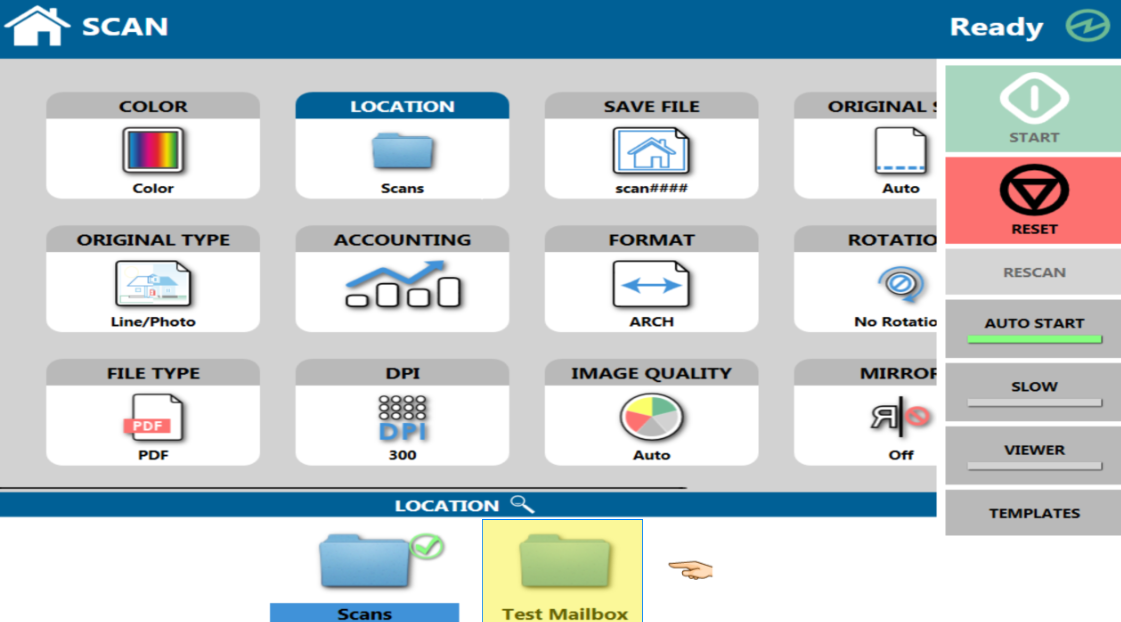 SCAN
Ready
COLOR
Color
LOCATION
Scans
SAVE FILE
scan####
ORIGINAL
Auto
START
RESET
ORIGINAL TYPE
Line/Photo
ACCOUNTING
FORMAT
ARCH
ROTATIO
No Rotatio
RESCAN
AUTO START
FILE TYPE
PDF
PDF
DPI
DPI
300
IMAGE QUALITY
Auto
MIRROR
Off
SLOW
VIEWER
TEMPLATES
LOCATION
Scans
Test Mailbox